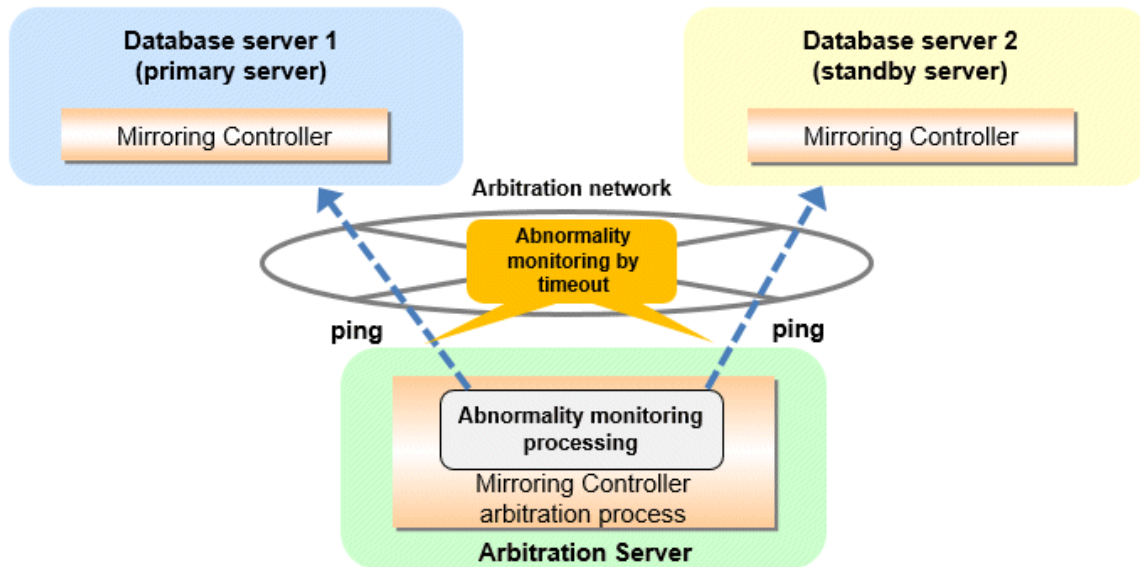 Database server 1
(primary server)
Mirroring Controller
Database server 2
(standby server)
Mirroring Controller
Arbitration network
Abnormality
monitoring by
timeout
ping
ping
Abnormality monitoring
processing
Mirroring Controller
arbitration process
Arbitration Server